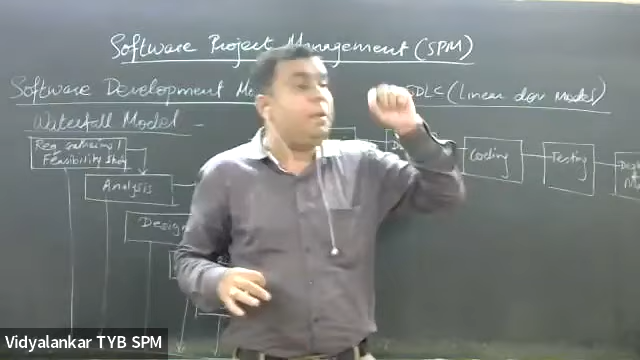 Software Project Management (SPM)
Software Development M
SDLC (Linear dev Model)
Waterfall Model -
Req. gathering /
Feasibility
Analysis
Design
Coding
Testing
Vidyalankar TYB SPM